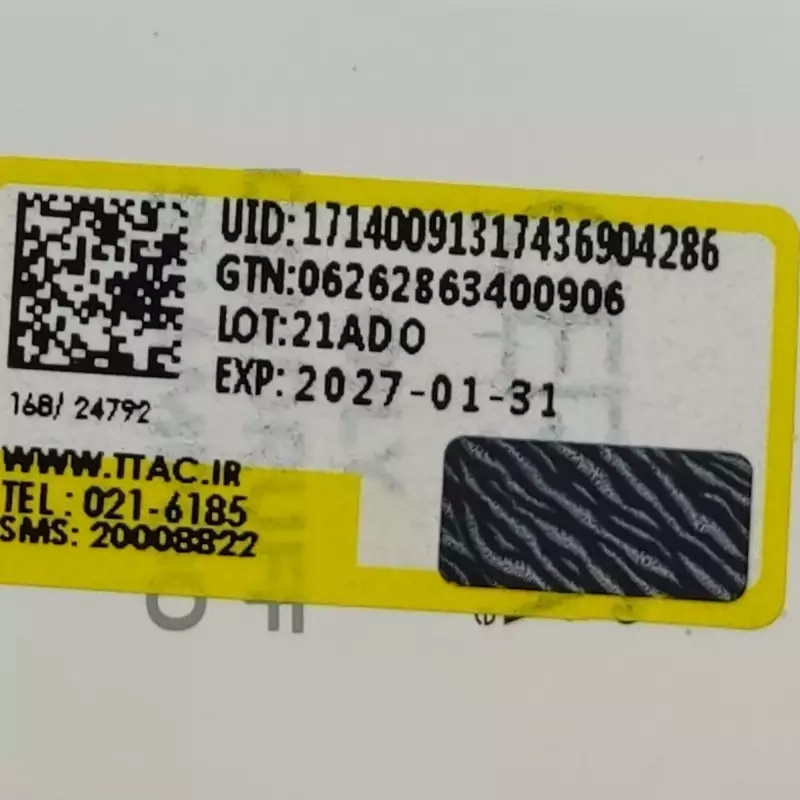 UID:17140091317436904286
GTN:06262863400906
LOT:21ADO
EXP: 2027-01-31
168/ 24792
WWW.TTAC.IR
TEL : 021-6185
SMS: 20008822